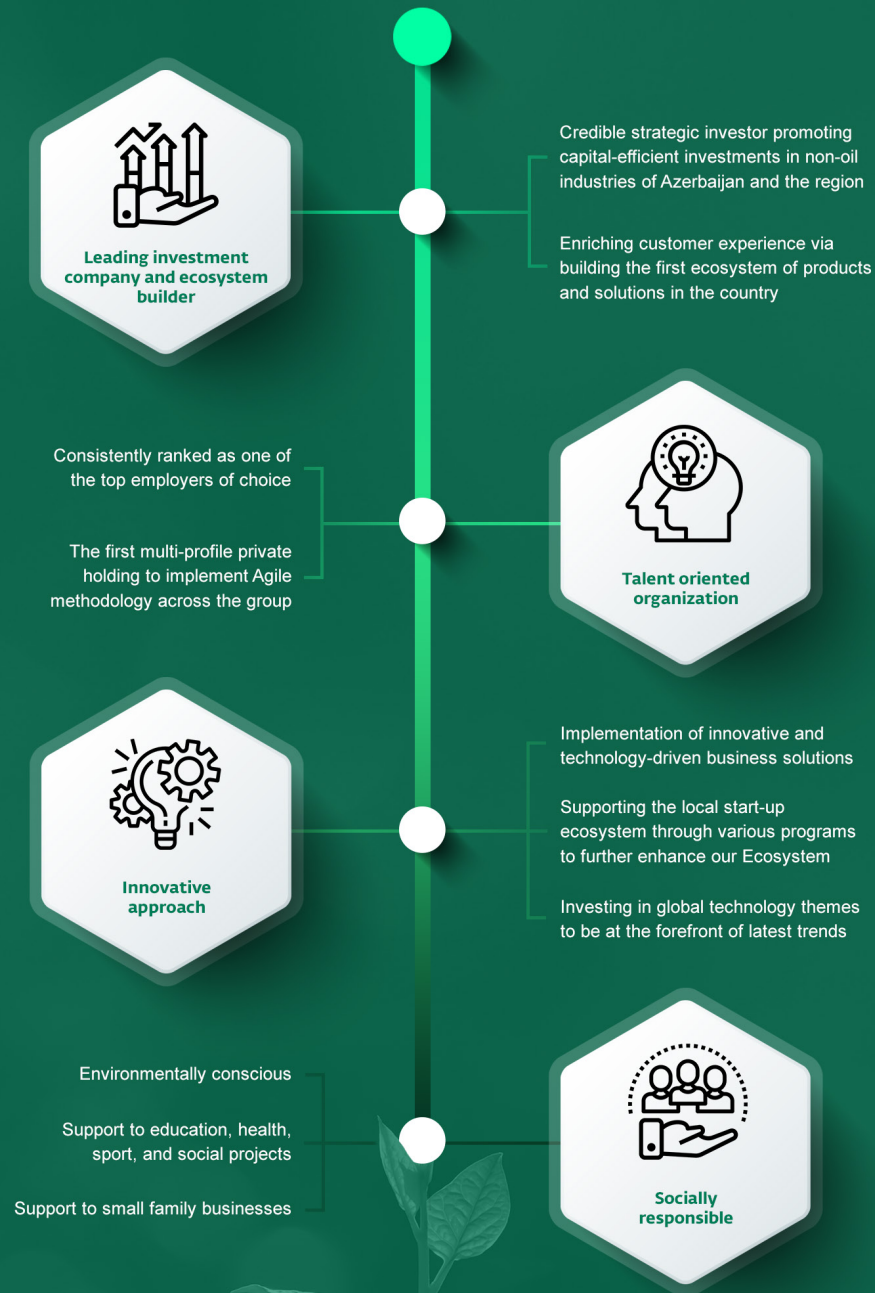 Leading investment
company and ecosystem
builder
Credible strategic investor promoting
capital-efficient investments in non-oil
industries of Azerbaijan and the region
Enriching customer experience via
building the first ecosystem of products
and solutions in the country
Consistently ranked as one of
the top employers of choice
The first multi-profile private
holding to implement Agile
methodology across the group
Talent oriented
organization
Innovative
approach
Implementation of innovative and
technology-driven business solutions
Supporting the local start-up
ecosystem through various programs
to further enhance our Ecosystem
Investing in global technology themes
to be at the forefront of latest trends
Environmentally conscious
Support to education, health,
sport, and social projects
Support to small family businesses
Socially
responsible